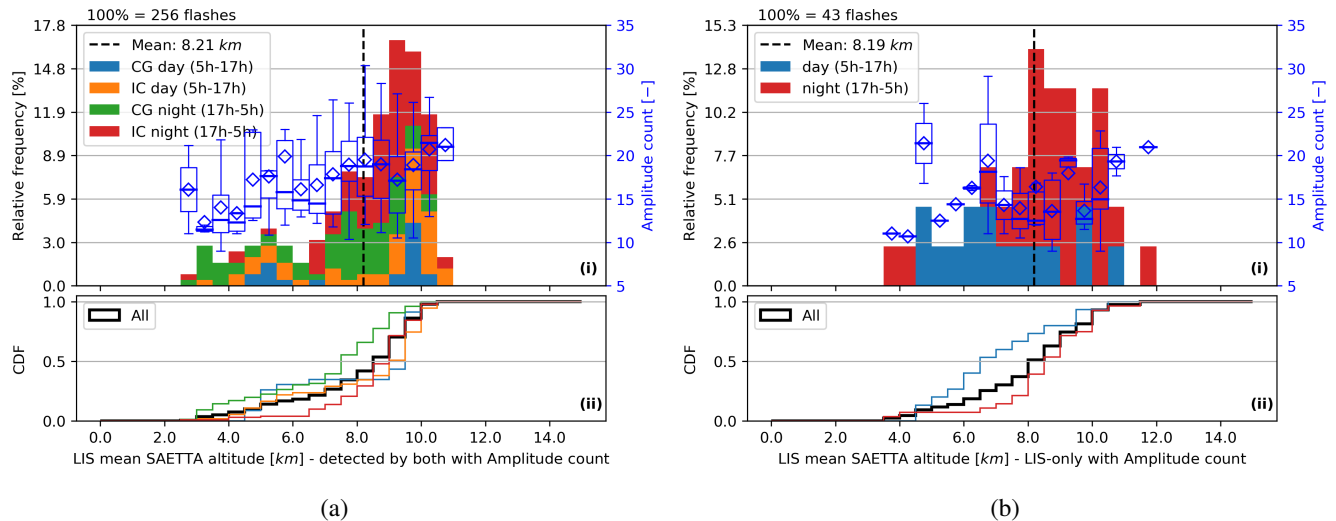 100% = 256 flashes
17.8
14.8
11.9
8.9
5.9
3.0
0.0
Relative frequency [%]
Mean: 8.21 km
CG day (5h-17h)
IC day (5h-17h)
CG night (17h-5h)
IC night (17h-5h)
35
30
25
20
15
10
5
Amplitude count [−]
(i)
1.0
0.5
0.0
CDF
All
(ii)
0.0 2.0 4.0 6.0 8.0 10.0 12.0 14.0
LIS mean SAETTA altitude [km] - detected by both with Amplitude count
(a)
100% = 43 flashes
15.3
12.8
10.2
7.7
5.1
2.6
0.0
Relative frequency [%]
Mean: 8.19 km
day (5h-17h)
night (17h-5h)
35
30
25
20
15
10
5
Amplitude count [−]
(i)
1.0
0.5
0.0
CDF
All
(ii)
0.0 2.0 4.0 6.0 8.0 10.0 12.0 14.0
LIS mean SAETTA altitude [km] - LIS-only with Amplitude count
(b)